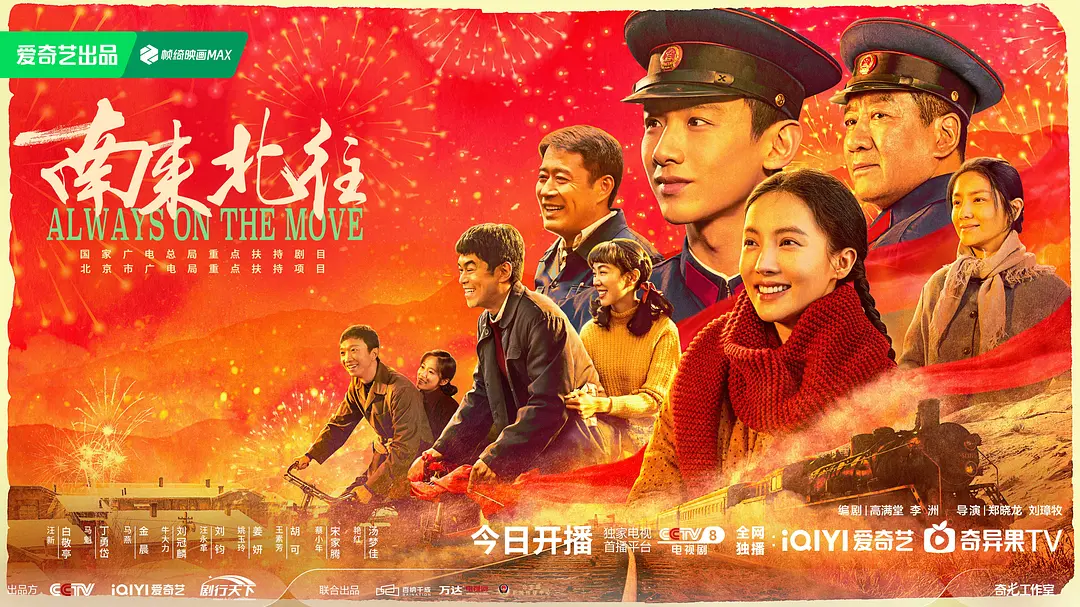 爱奇艺出品
帧绮映画MAX
南来北往
ALWAYS ON THE MOVE
国家广电总局重点扶持剧目
北京市广电局重点扶持项目
汪新 白敬亭
马魁 丁勇岱
马燕 金晨
牛大力 刘冠麟
汪永革 刘钧
姚玉玲 姜妍
王素芳 胡可
蔡小年 宋家腾
艳红 汤梦佳
编剧 高满堂 李洲 导演 郑晓龙 刘璋牧
今日开播
独家电视
首播平台
CCTV 8
电视剧
全网
独播
:
iQIYI 爱奇艺
奇异果TV
出品方
CCTV
iQIYI 爱奇艺
剧行天下
联合出品
百纳千成
万达
奇尤工作室